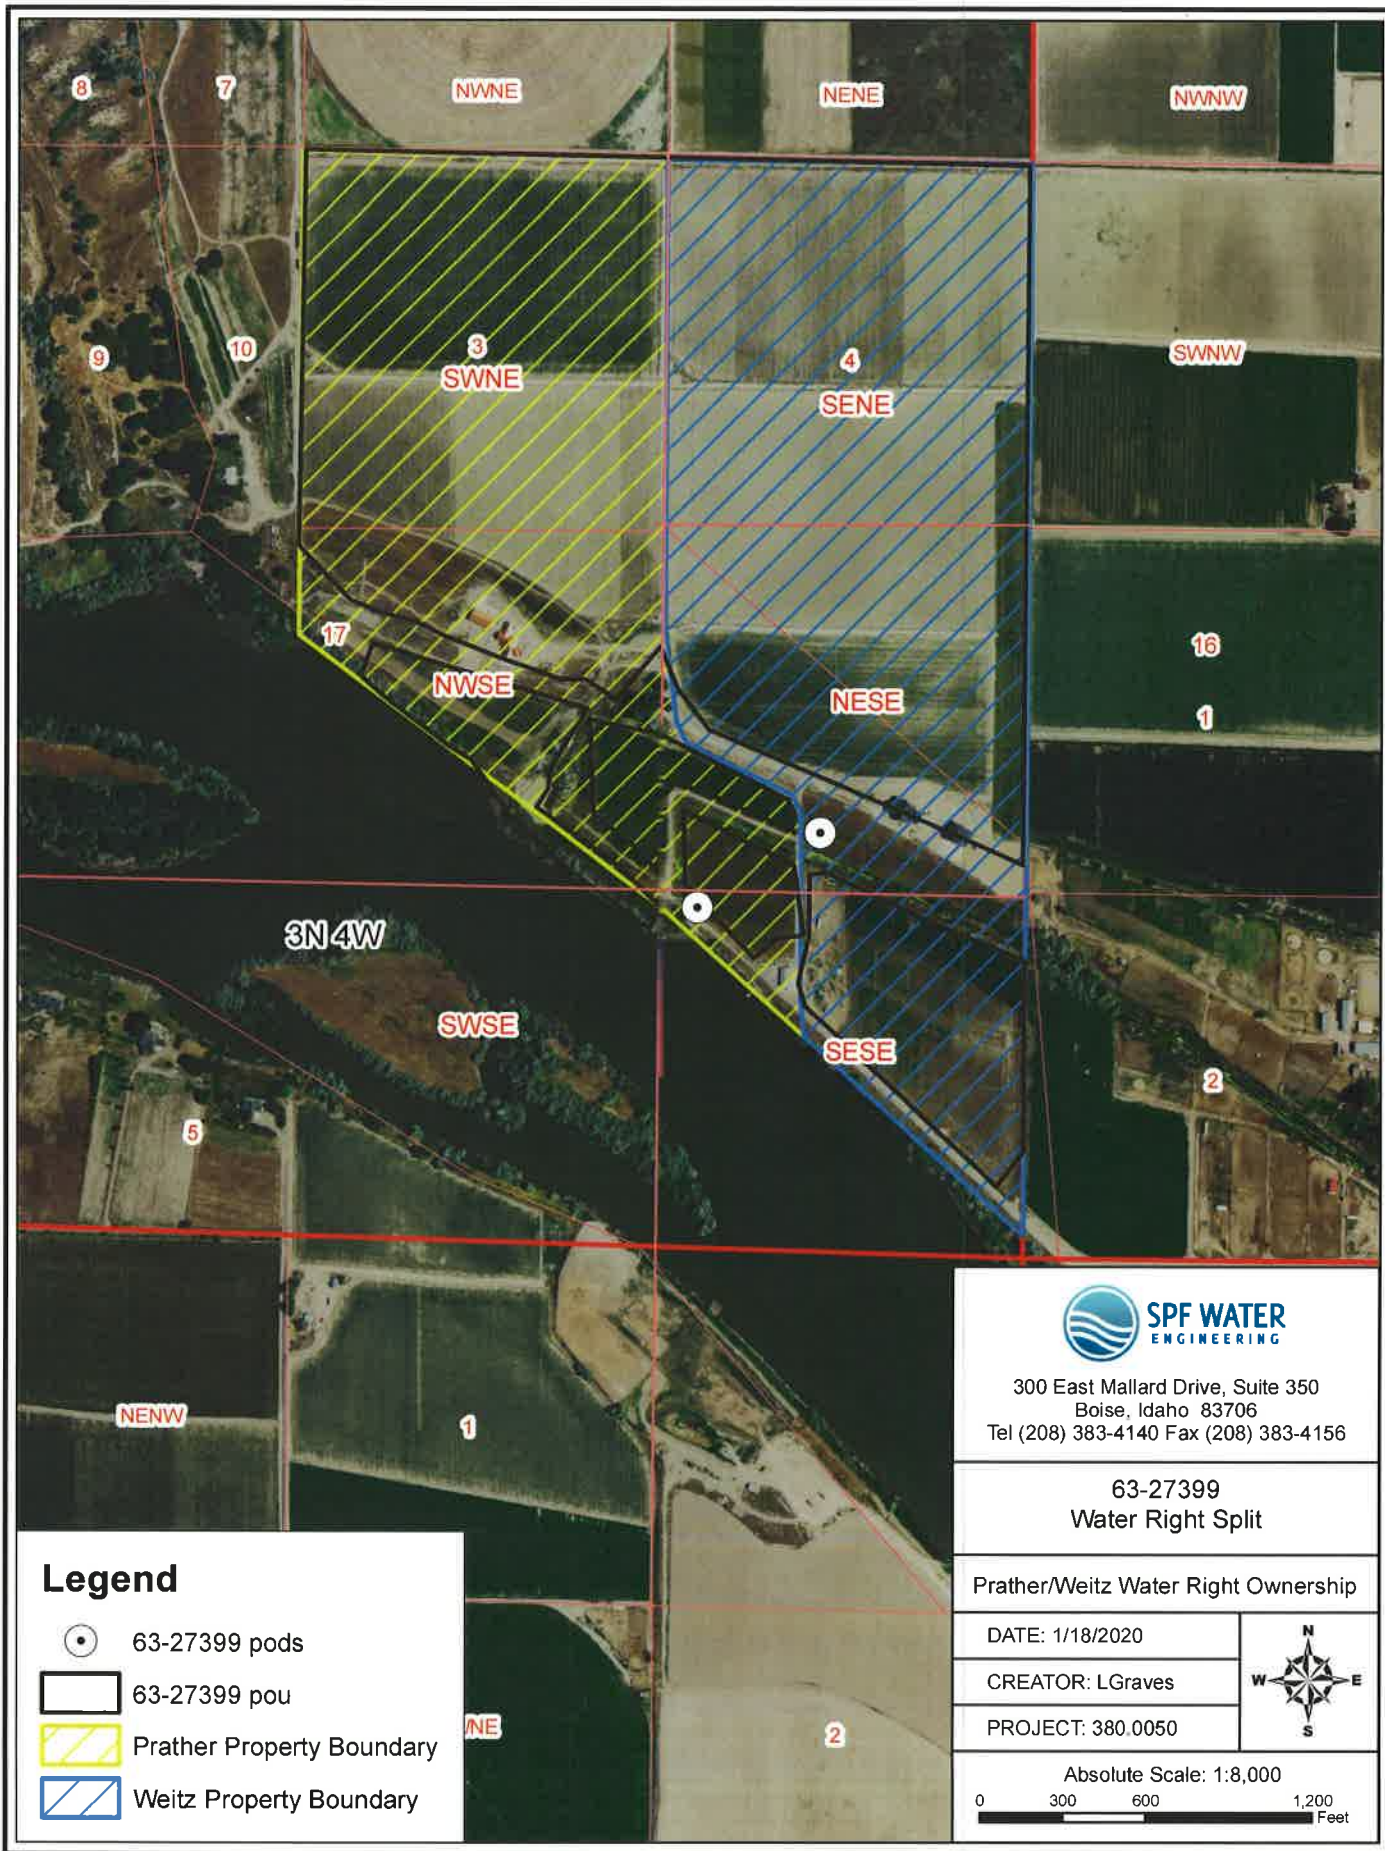 8
7
NWNE
NENE
NWNW
9
10
3
SWNE
4
SENE
SWNW
17
NWSE
NESE
16
1
3N 4W
SWSE
SESE
5
2
NENW
1
2
Legend
63-27399 pods
63-27399 pou
Prather Property Boundary
Weitz Property Boundary
SPF WATER
ENGINEERING
300 East Mallard Drive, Suite 350
Boise, Idaho 83706
Tel (208) 383-4140 Fax (208) 383-4156
63-27399
Water Right Split
Prather/Weitz Water Right Ownership
DATE: 1/18/2020
CREATOR: LGraves
PROJECT: 380.0050
N
W E
S
Absolute Scale: 1:8,000
0 300 600 1,200
Feet